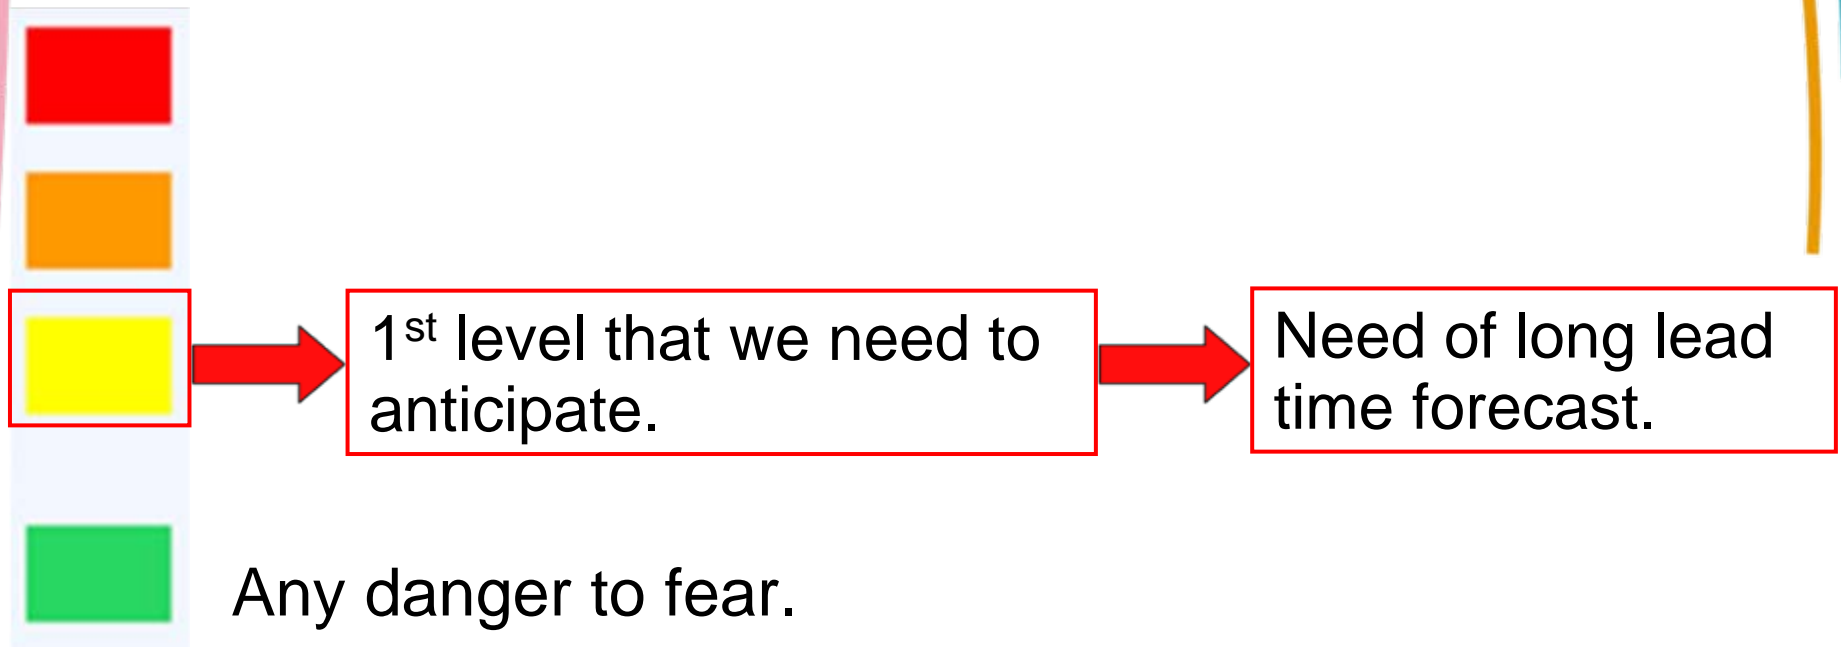 1st level that we need to
anticipate.
Need of long lead
time forecast.
Any danger to fear.